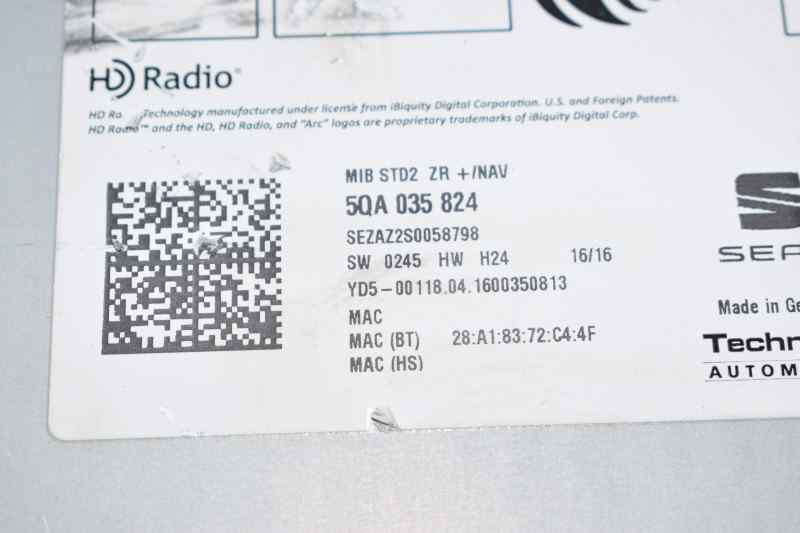 HD Radio®
HD Ra Technology manufactured under license from iBiquity Digital Corporation. U.S. and Foreign Patents.
HD Radio™ and the HD, HD Radio, and "Arc" logos are proprietary trademarks of iBiquity Digital Corp.
MIB STD2 ZR +/NAV
5QA 035 824
SEZAZ2S0058798
SW 0245 HW H24 16/16
YD5-00118.04.1600350813
MAC
MAC (BT) 28:A1:83:72:C4:4F
MAC (HS)
SEA
Made in Ge
Techn
AUTOM